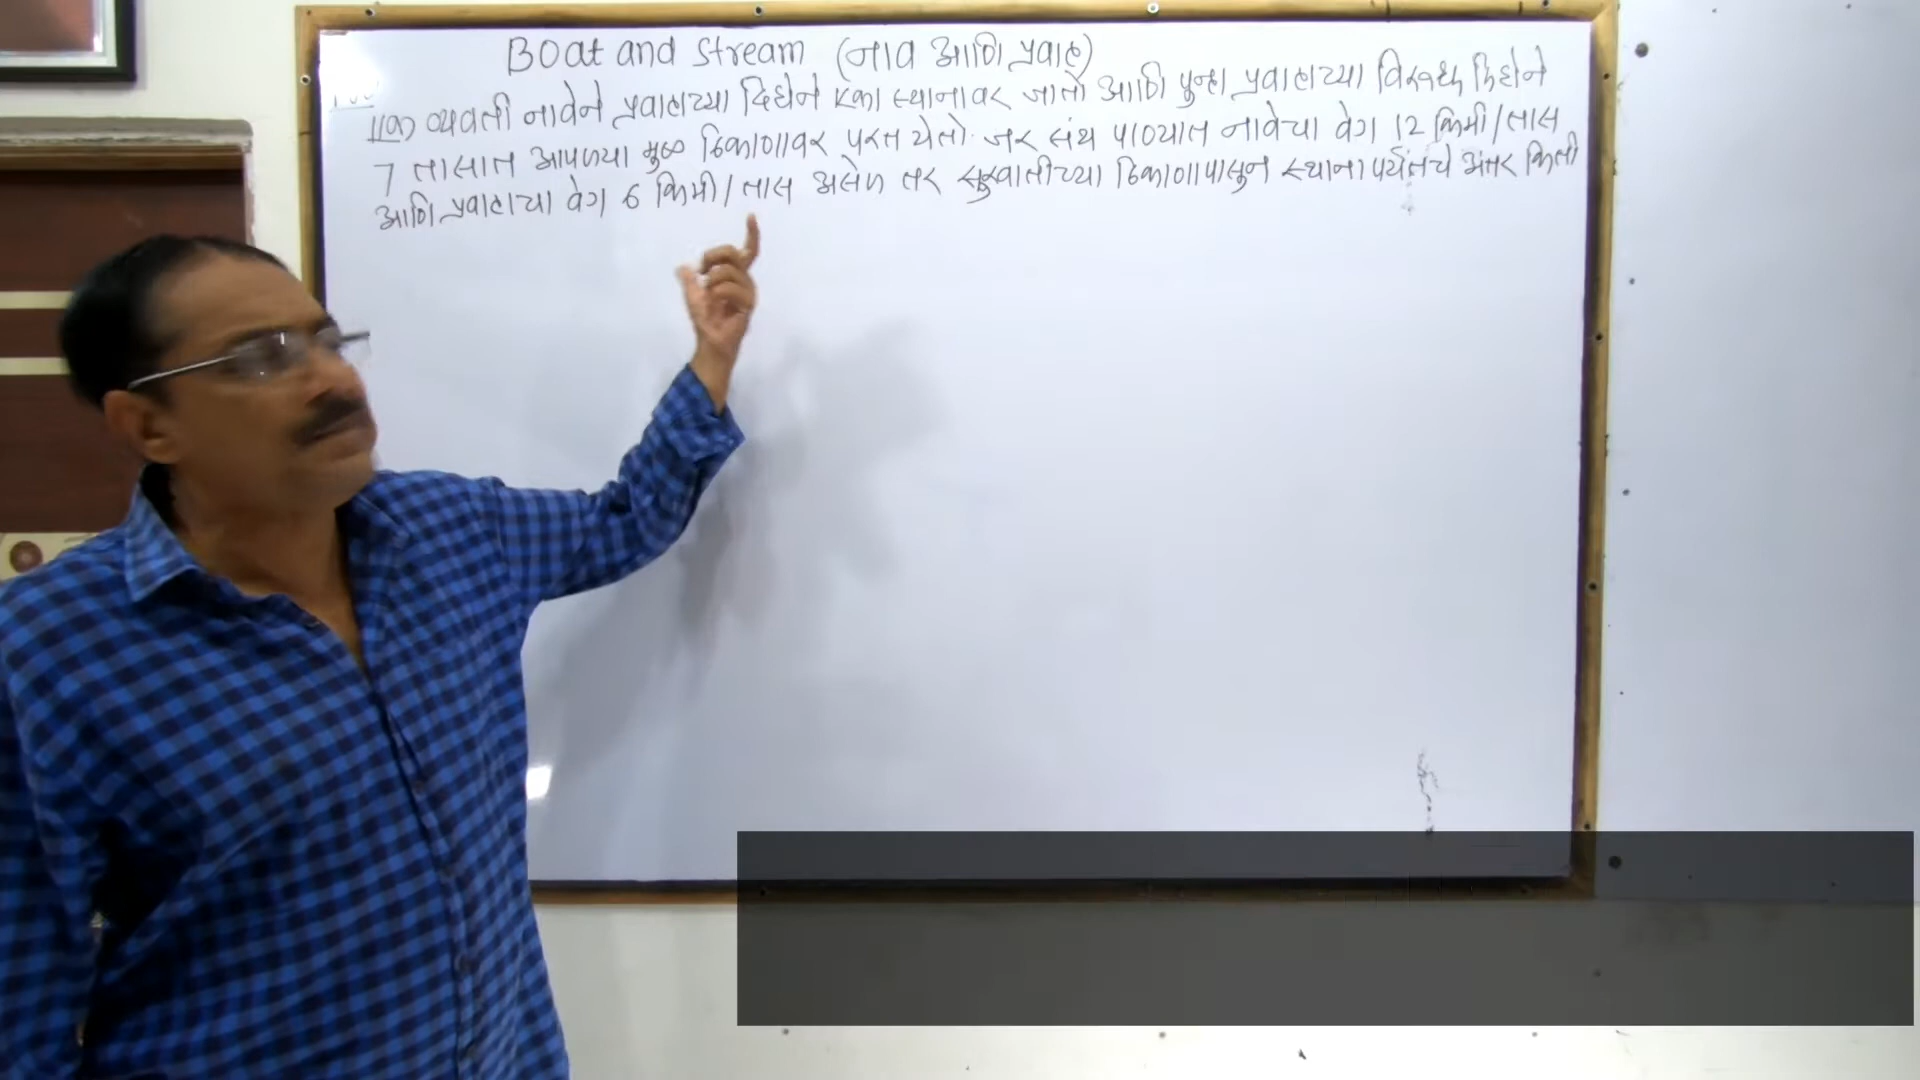 Boat and Stream (नाव आणि प्रवाह)
एक व्यक्ती नावेने प्रवाहाच्या दिशेने एका स्थानावर जातो आणि पुन्हा प्रवाहाच्या विरूध्द दिशेने
7 तासात आपल्या मुळ ठिकाणावर परत येतो. जर संथ पाण्यात नावेचा वेग 12 किमी/तास
आणि प्रवाहाचा वेग 6 किमी/तास असेल तर सुरुवातीच्या ठिकाणापासुन स्थानापर्यंतचे अंतर किती